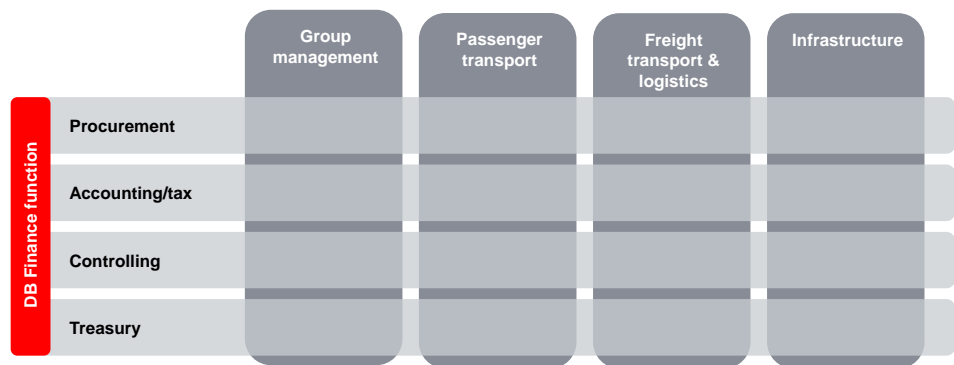 Group
management
Passenger
transport
Freight
transport &
logistics
Infrastructure
DB Finance function
Procurement
Accounting/tax
Controlling
Treasury